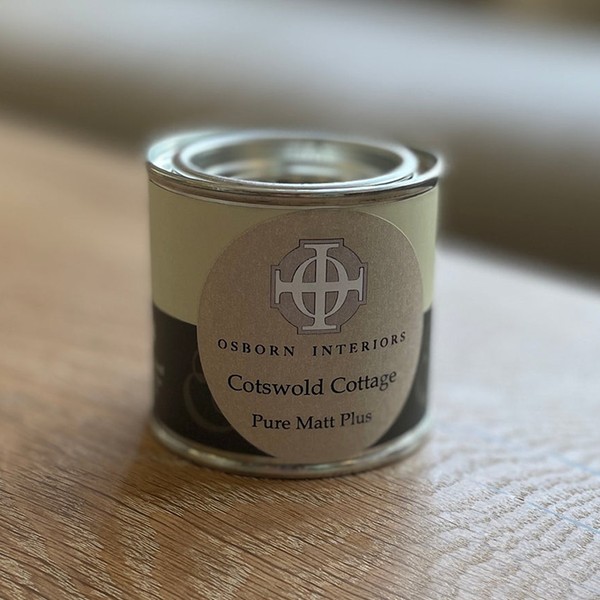 OSBORN INTERIORS
Cotswold Cottage
Pure Matt Plus